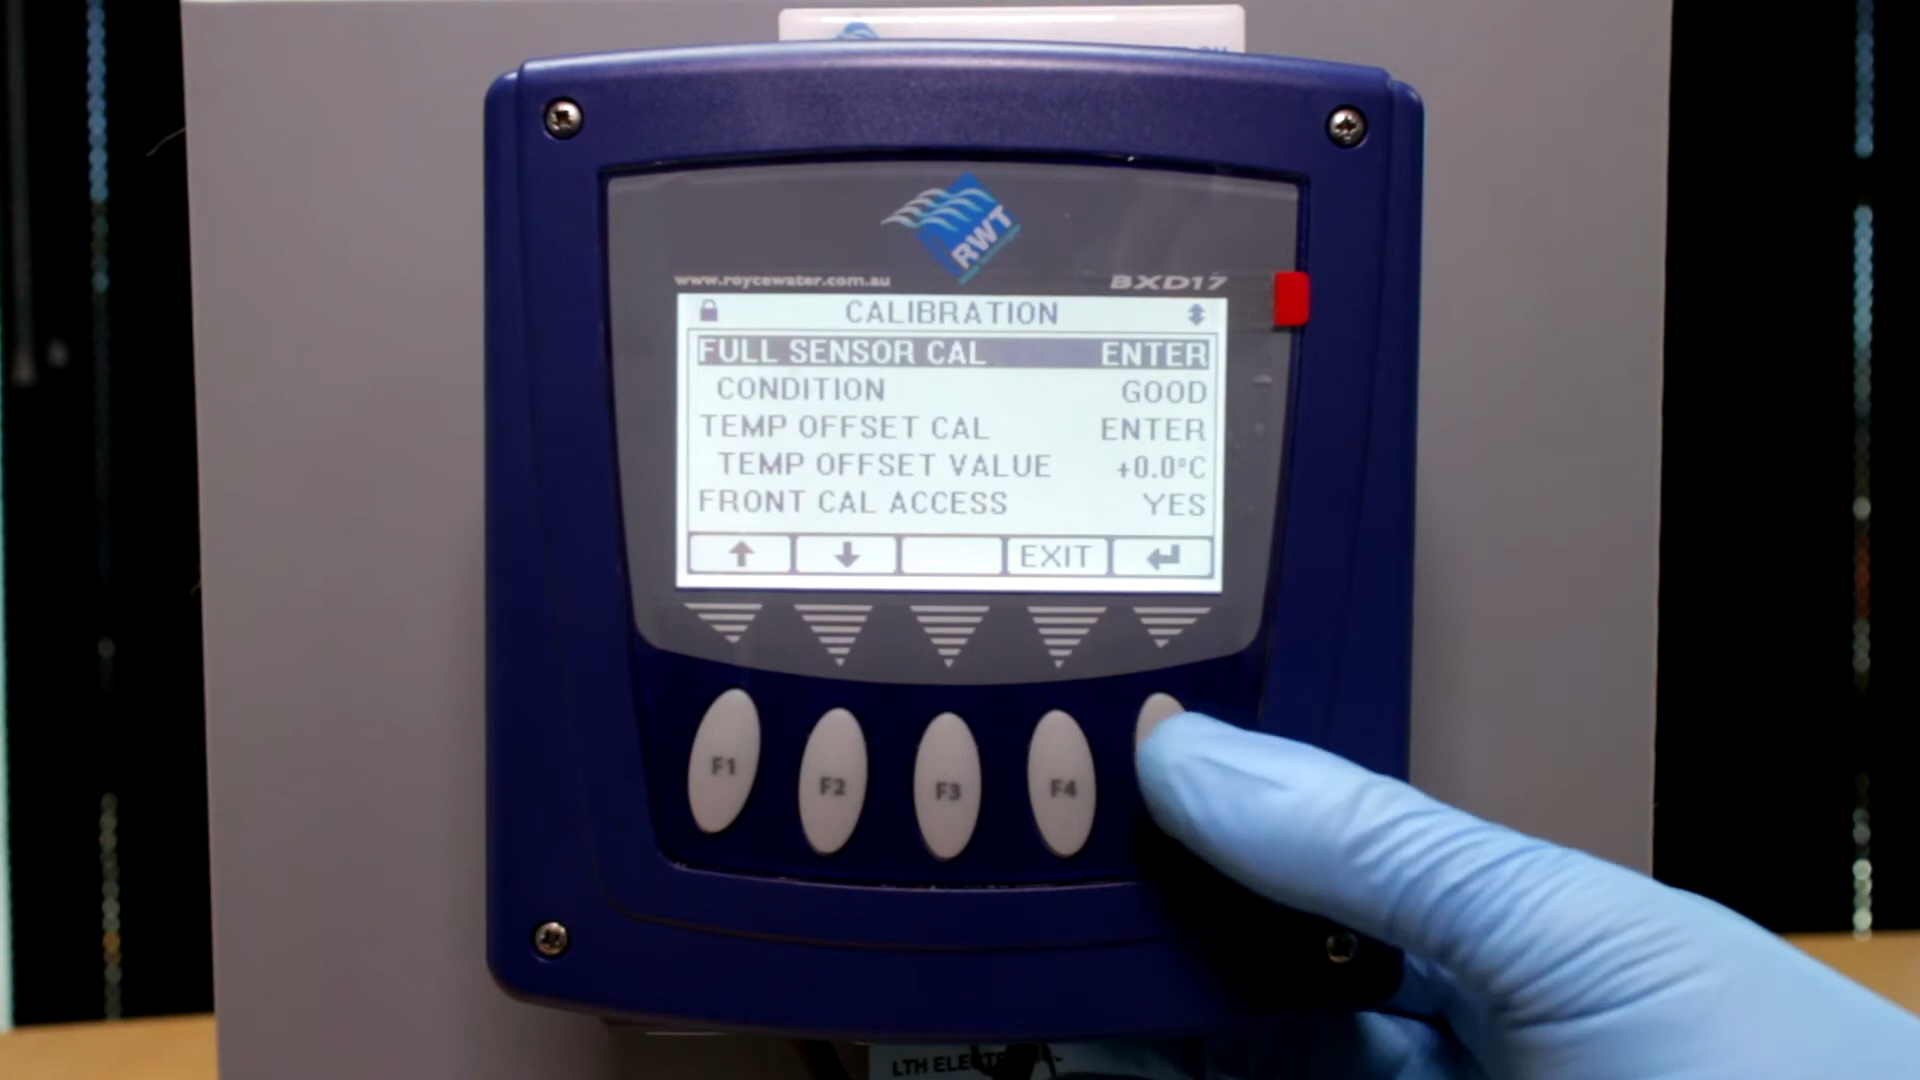 RWT
www.roycewater.com.au BXD17
CALIBRATION
FULL SENSOR CAL ENTER
CONDITION GOOD
TEMP OFFSET CAL ENTER
TEMP OFFSET VALUE +0.0°C
FRONT CAL ACCESS YES
EXIT
F1 F2 F3 F4
LTH